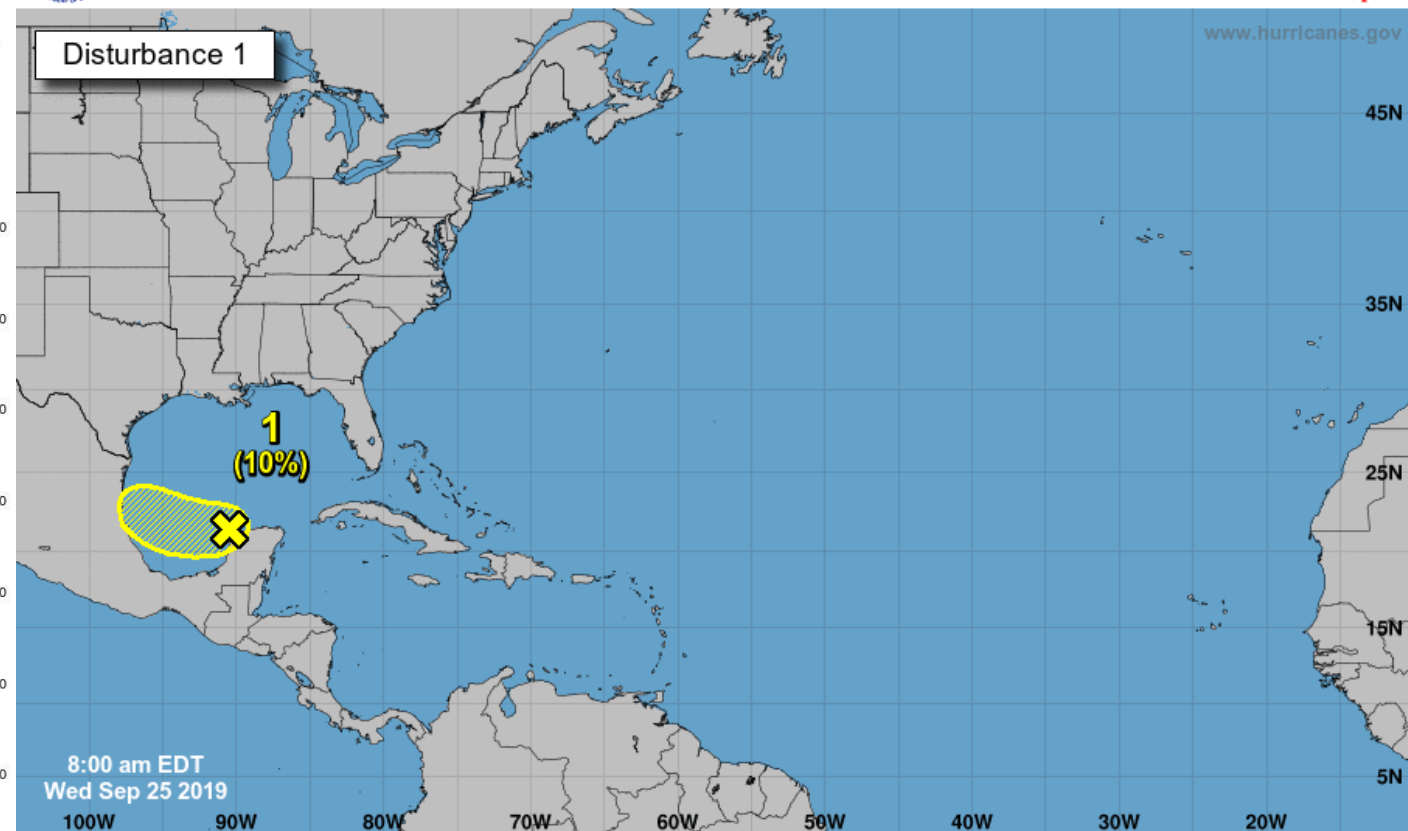 Disturbance 1
www.hurricanes.gov
45N
35N
1
(10%)
25N
15N
8:00 am EDT
Wed Sep 25 2019
5N
100W 90W 80W 70W 60W 50W 40W 30W 20W